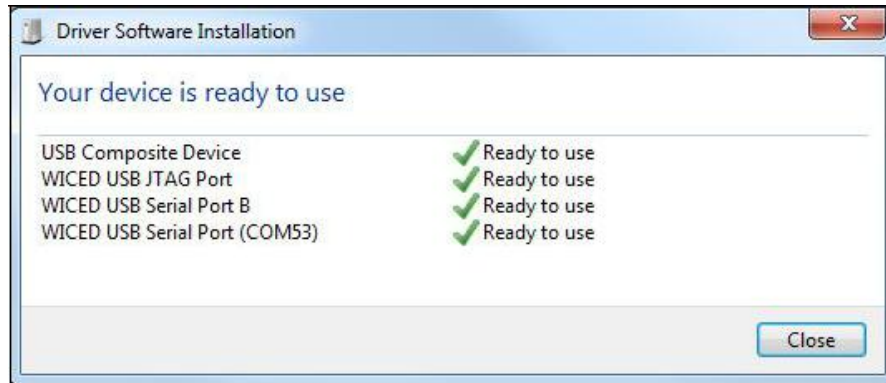 Driver Software Installation
Your device is ready to use
USB Composite Device Ready to use
WICED USB JTAG Port Ready to use
WICED USB Serial Port B Ready to use
WICED USB Serial Port (COM53) Ready to use
Close